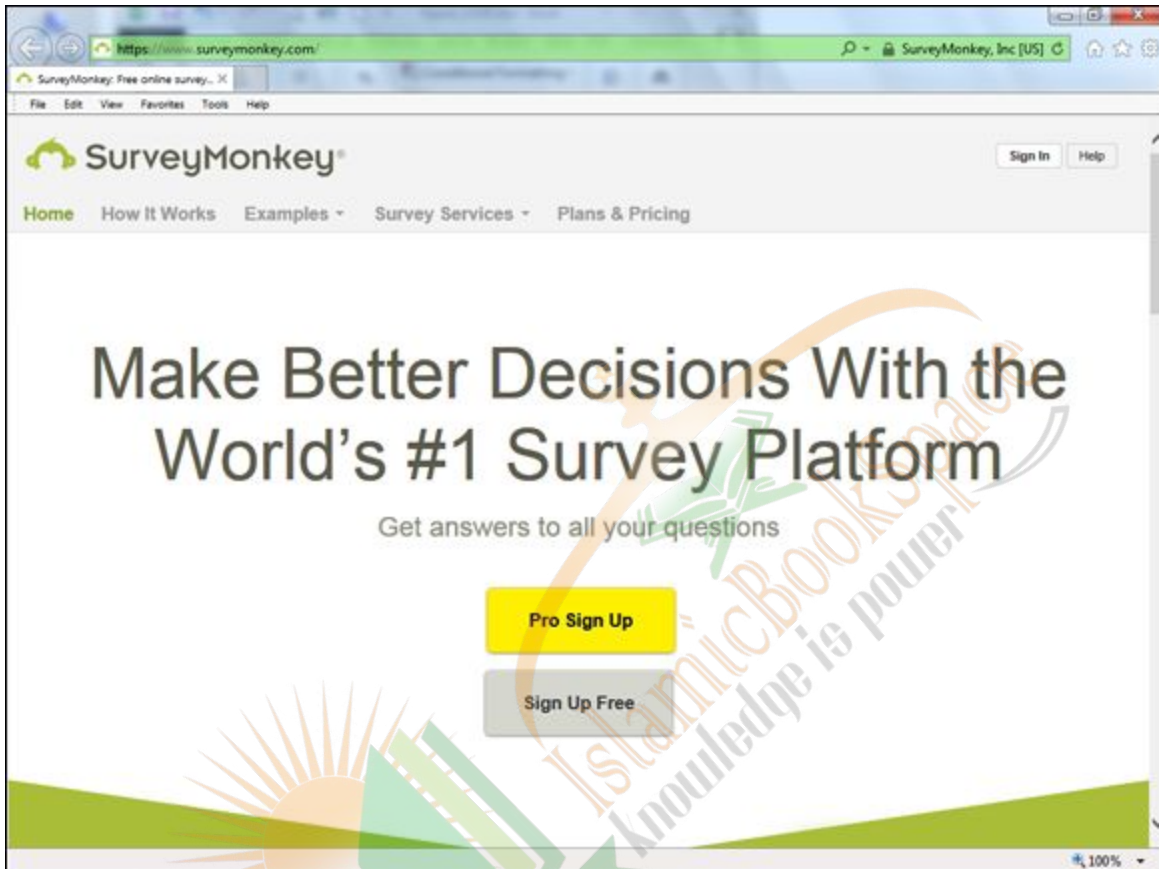 https://www.surveymonkey.com/
SurveyMonkey, Inc [US]
SurveyMonkey: Free online survey...
File Edit View Favorites Tools Help
SurveyMonkey®
Sign In Help
Home How It Works Examples Survey Services Plans & Pricing
Make Better Decisions With the
World's #1 Survey Platform
Get answers to all your questions
Pro Sign Up
Sign Up Free
IslamicBookSpace
knowledge is power
100%